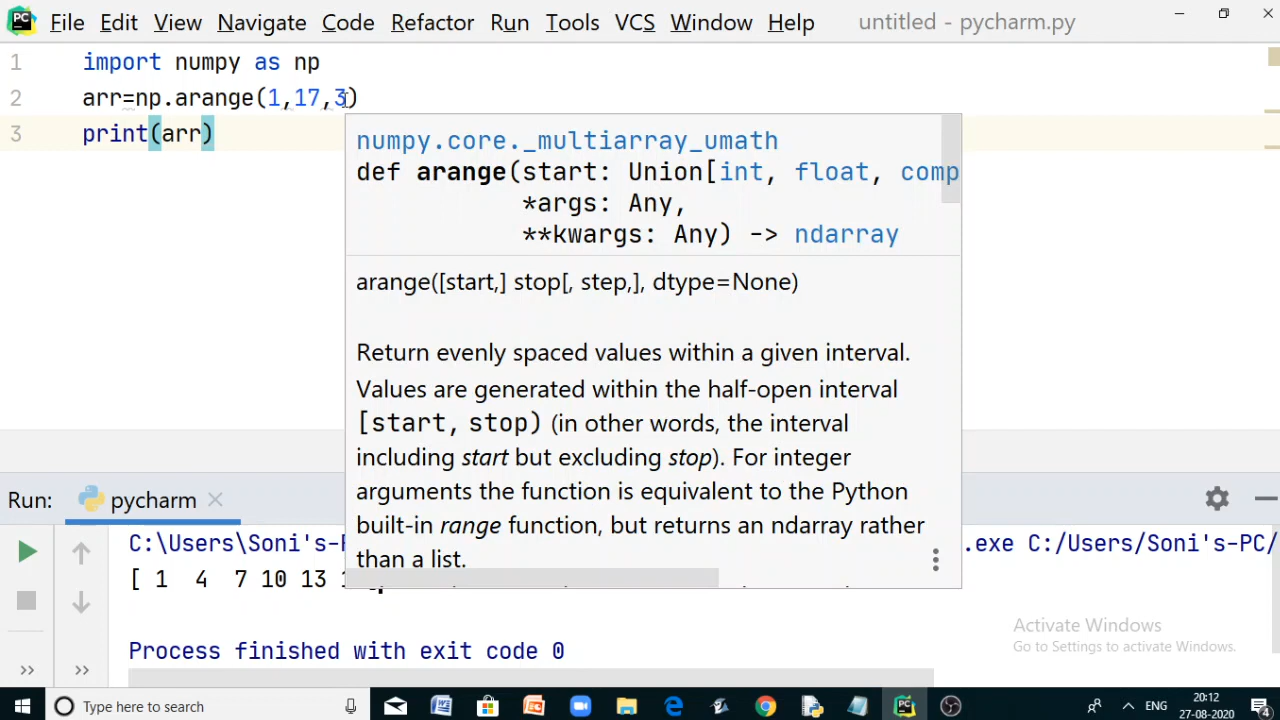 PC File Edit View Navigate Code Refactor Run Tools VCS Window Help untitled - pycharm.py
1 import numpy as np
2 arr=np.arange(1,17,3)
3 print(arr)
numpy.core._multiarray_umath
def arange(start: Union[int, float, comp
*args: Any,
**kwargs: Any) -> ndarray
arange([start,] stop[, step,], dtype=None)
Return evenly spaced values within a given interval.
Values are generated within the half-open interval
[start, stop) (in other words, the interval
including start but excluding stop). For integer
arguments the function is equivalent to the Python
built-in range function, but returns an ndarray rather
than a list.
Run: pycharm
C:\Users\Soni's- .exe C:/Users/Soni's-PC/
[ 1 4 7 10 13
Process finished with exit code 0
Activate Windows
Go to Settings to activate Windows.
Type here to search
ENG
20:12
27-08-2020
4